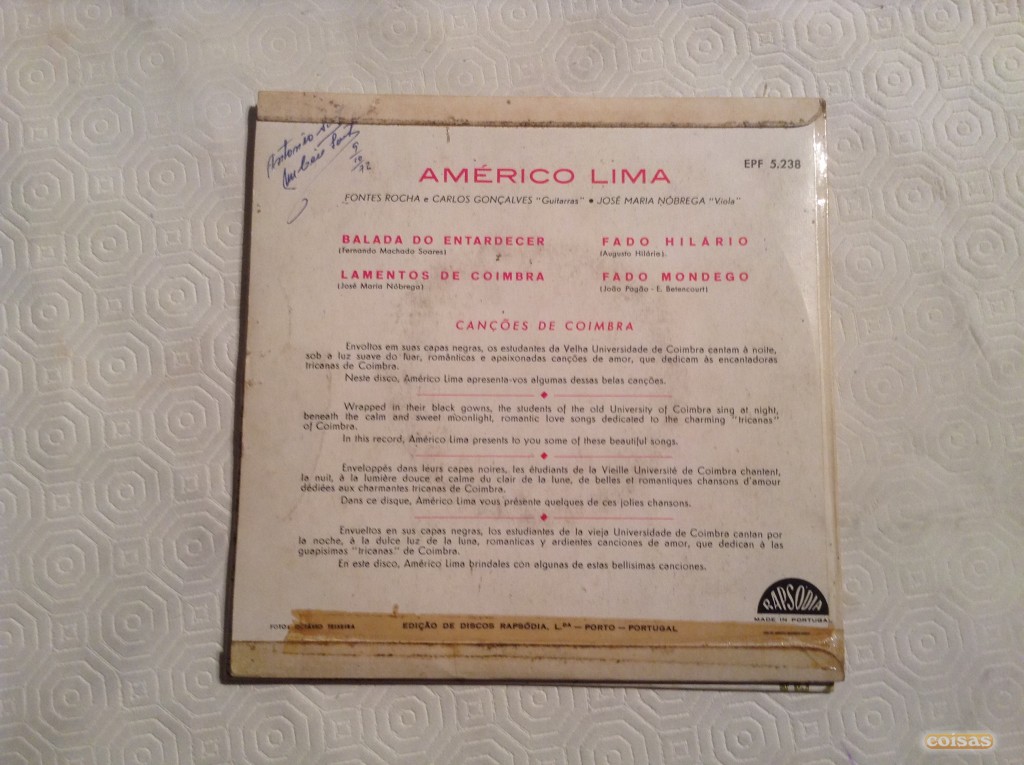 Antonio
9
10
72
AMÉRICO LIMA
EPF 5.238
FONTES ROCHA e CARLOS GONÇALVES "Guitarras" • JOSÉ MARIA NÓBREGA "Viola"
BALADA DO ENTARDECER
(Fernando Machado Soares)
FADO HILÁRIO
(Augusto Hilário)
LAMENTOS DE COIMBRA
(José Maria Nóbrega)
FADO MONDEGO
(João Pagão - E. Betencourt)
CANÇÕES DE COIMBRA
Envoltos em suas capas negras, os estudantes da Velha Universidade de Coimbra cantam à noite,
sob a luz suave do luar, românticas e apaixonadas canções de amor, que dedicam às encantadoras
tricanas de Coimbra.
Neste disco, Américo Lima apresenta-vos algumas dessas belas canções.
Wrapped in their black gowns, the students of the old University of Coimbra sing at night,
beneath the calm and sweet moonlight, romantic love songs dedicated to the charming "tricanas"
of Coimbra.
In this record, Américo Lima presents to you some of these beautiful songs.
Enveloppés dans leurs capes noires, les étudiants de la Vieille Université de Coimbra chantent,
la nuit, à la lumière douce et calme du clair de la lune, de belles et romantiques chansons d'amour
dédiées aux charmantes tricanas de Coimbra.
Dans ce disque, Américo Lima vous présente quelques de ces jolies chansons.
Envueltos en sus capas negras, los estudiantes de la vieja Universidade de Coimbra cantan por
la noche, à la dulce luz de la luna, romanticas y ardientes canciones de amor, que dedican à las
guapisimas "tricanas" de Coimbra.
En este disco, Américo Lima brindales con algunas de estas bellisimas canciones.
RAPSÓDIA
MADE IN PORTUGAL
FOTO: TEIXEIRA
EDIÇÃO DE DISCOS RAPSÓDIA, L.DA — PORTO — PORTUGAL
coisas